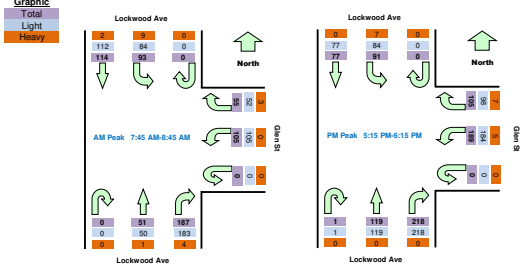 Graphic
Total
Light
Heavy
Lockwood Ave
2 9 0
112 84 0
114 93 0
North
55 52 3
AM Peak 7:45 AM-8:45 AM
105 105 0
Glen St
0 0 0
0 51 187
0 50 183
0 1 4
Lockwood Ave
Lockwood Ave
0 7 0
77 84 0
77 91 0
North
105 98 7
PM Peak 5:15 PM-6:15 PM
189 184 5
Glen St
0 0 0
1 119 218
1 119 218
0 0 0
Lockwood Ave